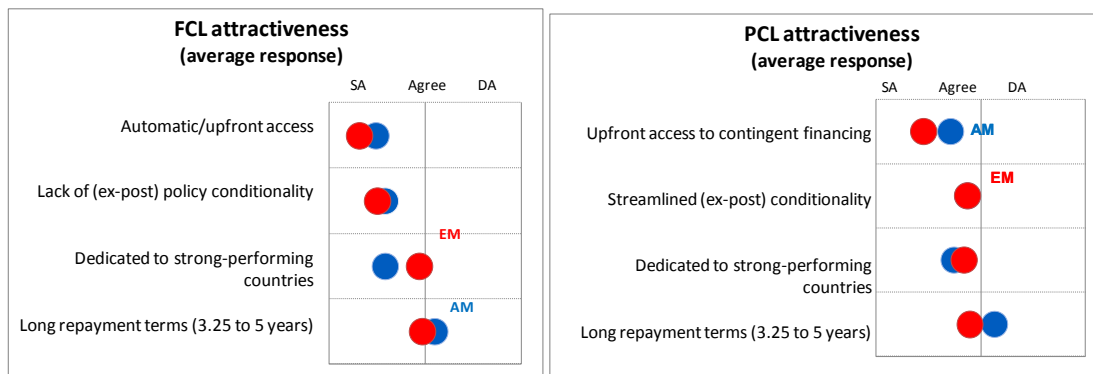 FCL attractiveness
(average response)
SA Agree DA
Automatic/upfront access
Lack of (ex-post) policy conditionality
EM
Dedicated to strong-performing
countries
AM
Long repayment terms (3.25 to 5 years)
PCL attractiveness
(average response)
SA Agree DA
Upfront access to contingent financing
AM
EM
Streamlined (ex-post) conditionality
Dedicated to strong-performing
countries
Long repayment terms (3.25 to 5 years)